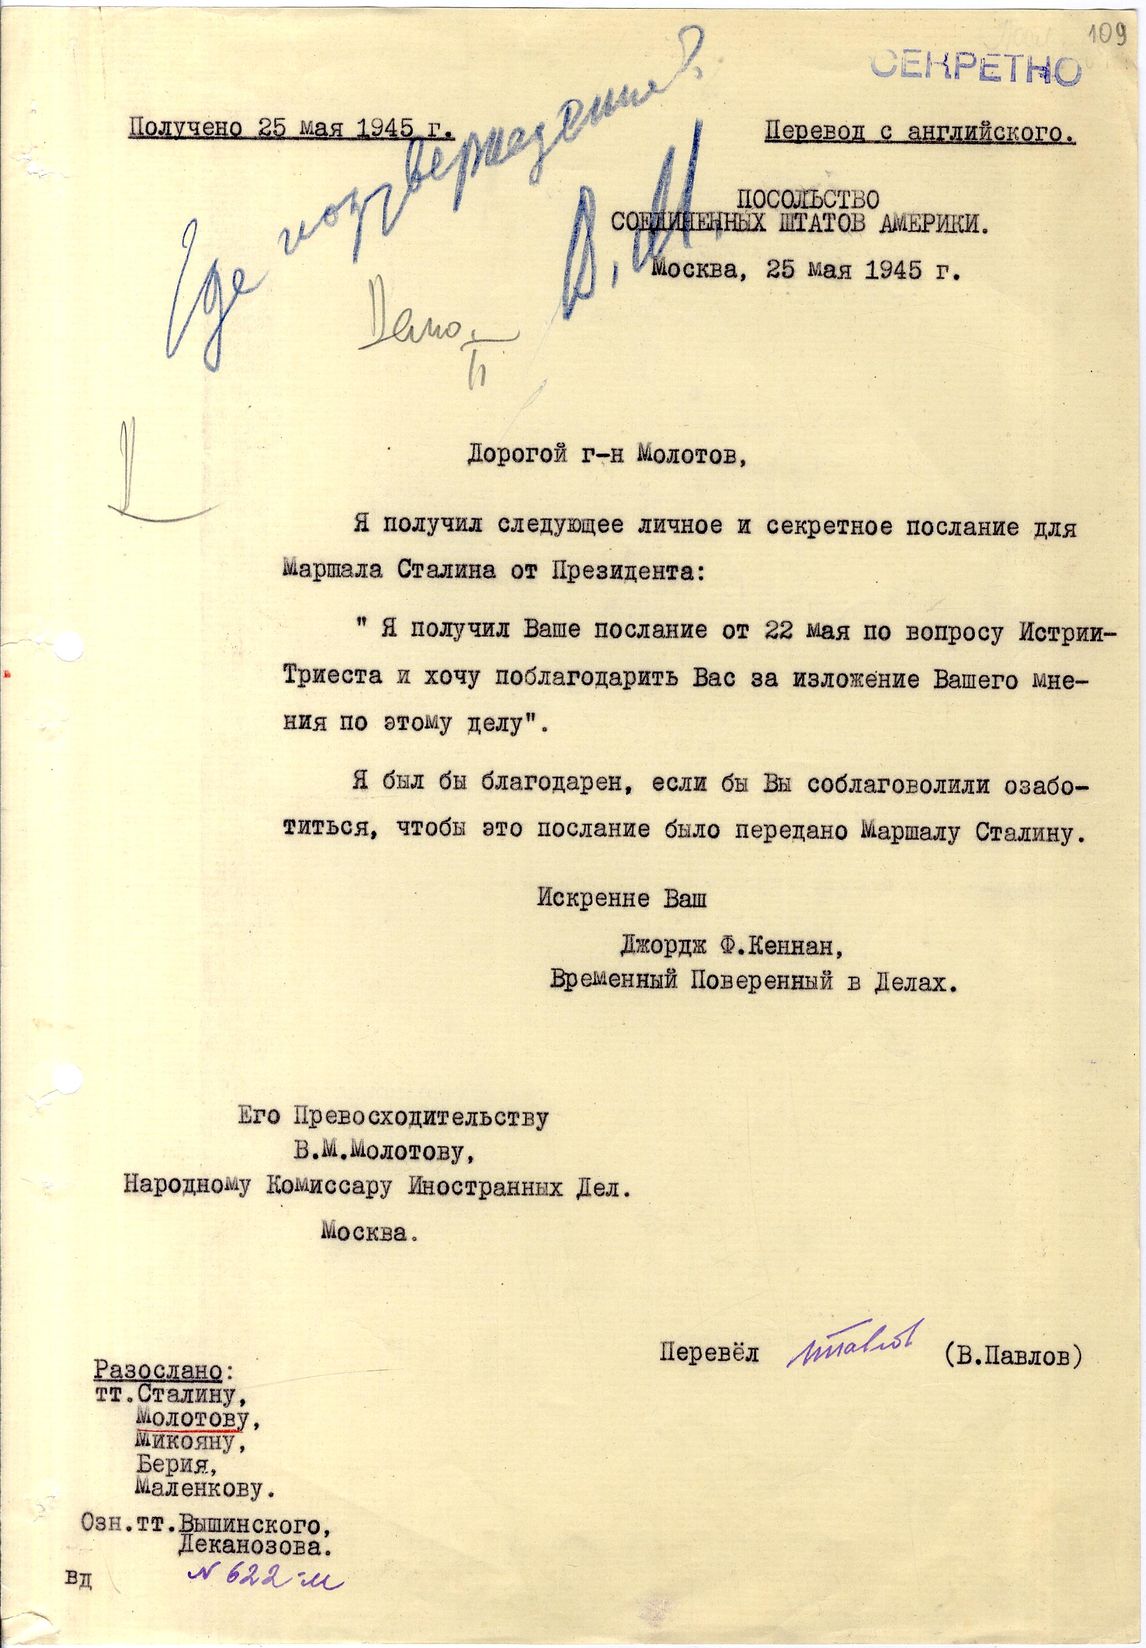 109
СЕКРЕТНО
Получено 25 мая 1945 г.
Перевод с английского.
Где подтверждение?
В.М.
ПОСОЛЬСТВО
СОЕДИНЕННЫХ ШТАТОВ АМЕРИКИ.
Москва, 25 мая 1945 г.
Дано.
Дорогой г-н Молотов,
Я получил следующее личное и секретное послание для
Маршала Сталина от Президента:
" Я получил Ваше послание от 22 мая по вопросу Истрии-
Триеста и хочу поблагодарить Вас за изложение Вашего мне-
ния по этому делу".
Я был бы благодарен, если бы Вы соблаговолили озабо-
титься, чтобы это послание было передано Маршалу Сталину.
Искренне Ваш
Джордж Ф.Кеннан,
Временный Поверенный в Делах.
Его Превосходительству
В.М.Молотову,
Народному Комиссару Иностранных Дел.
Москва.
Перевёл Павлов (В.Павлов)
Разослано:
тт.Сталину,
Молотову,
Микояну,
Берия,
Маленкову.
Озн.тт.Вышинского,
Деканозова.
вд
N 622-м